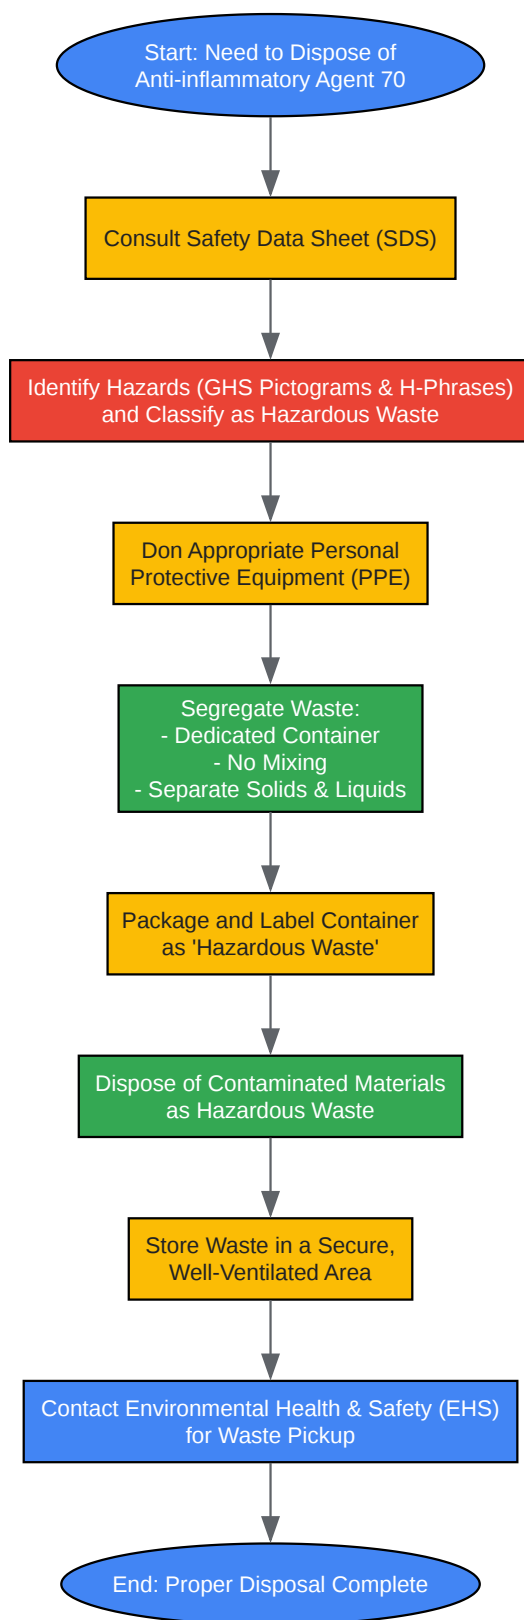 Start: Need to Dispose of
Anti-inflammatory Agent 70
Consult Safety Data Sheet (SDS)
Identify Hazards (GHS Pictograms & H-Phrases)
and Classify as Hazardous Waste
Don Appropriate Personal
Protective Equipment (PPE)
Segregate Waste:
- Dedicated Container
- No Mixing
- Separate Solids & Liquids
Package and Label Container
as 'Hazardous Waste'
Dispose of Contaminated Materials
as Hazardous Waste
Store Waste in a Secure,
Well-Ventilated Area
Contact Environmental Health & Safety (EHS)
for Waste Pickup
End: Proper Disposal Complete